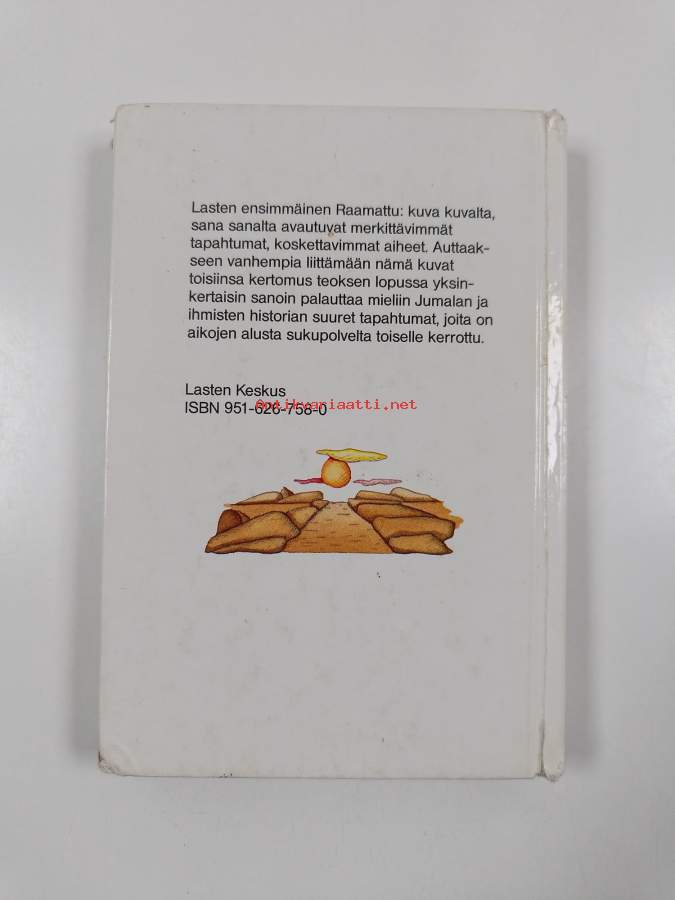 Lasten ensimmäinen Raamattu: kuva kuvalta,
sana sanalta avautuvat merkittävimmät
tapahtumat, koskettavimmat aiheet. Auttaak-
seen vanhempia liittämään nämä kuvat
toisiinsa kertomus teoksen lopussa yksin-
kertaisin sanoin palauttaa mieliin Jumalan ja
ihmisten historian suuret tapahtumat, joita on
aikojen alusta sukupolvelta toiselle kerrottu.
Lasten Keskus
antikvariaatti.net
ISBN 951-626-758-0